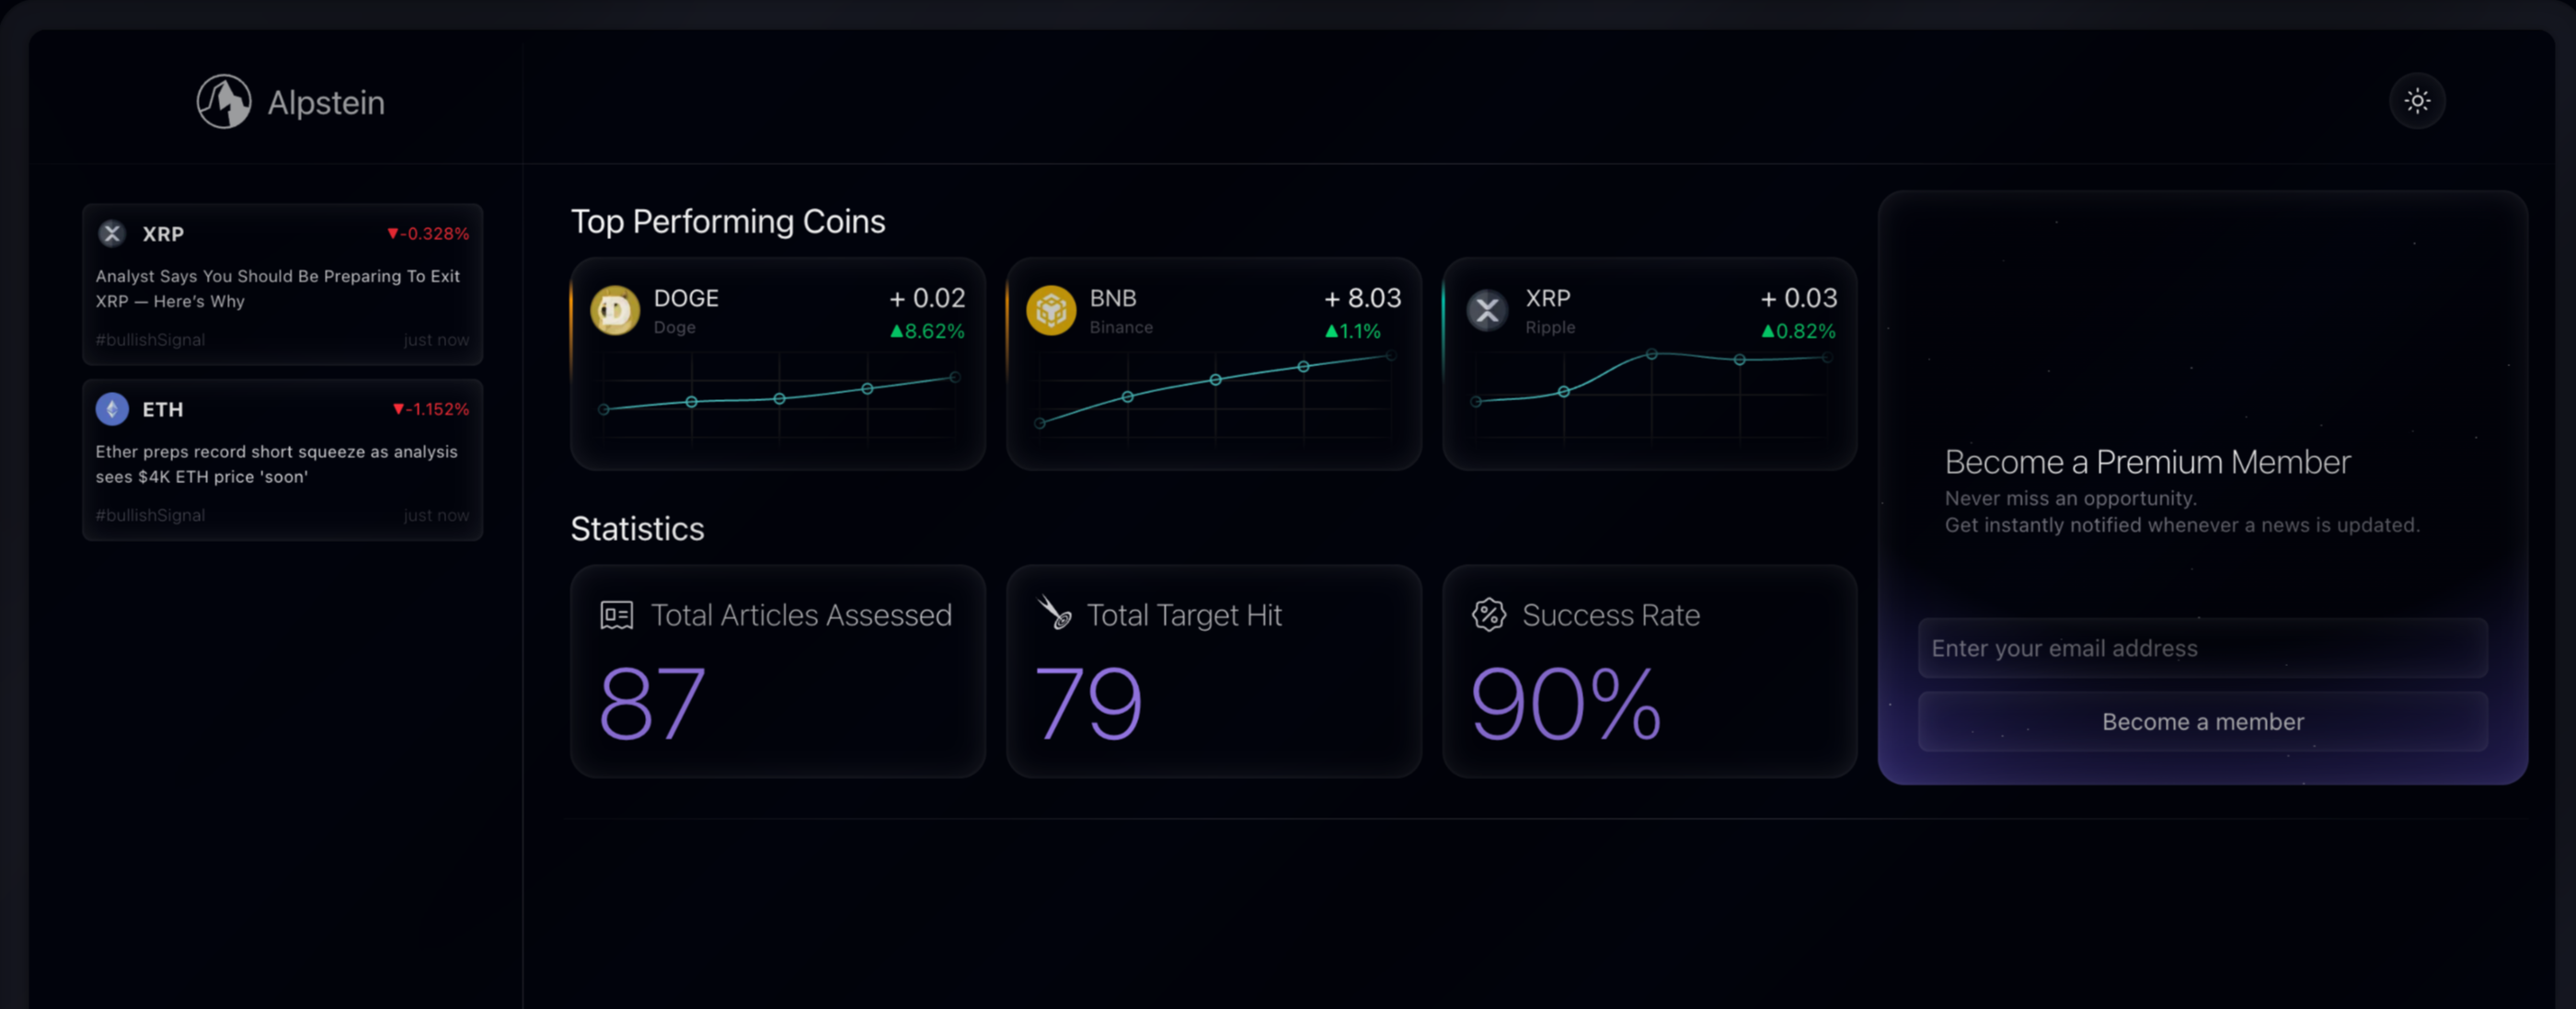 Alpstein
XRP
▼-0.328%
Analyst Says You Should Be Preparing To Exit
XRP — Here's Why
#bullishSignal
just now
ETH
▼-1.152%
Ether preps record short squeeze as analysis
sees $4K ETH price 'soon'
#bullishSignal
just now
Top Performing Coins
DOGE
Doge
+ 0.02
▲8.62%
BNB
Binance
+ 8.03
▲1.1%
XRP
Ripple
+ 0.03
▲0.82%
Statistics
Total Articles Assessed
87
Total Target Hit
79
Success Rate
90%
Become a Premium Member
Never miss an opportunity.
Get instantly notified whenever a news is updated.
Enter your email address
Become a member